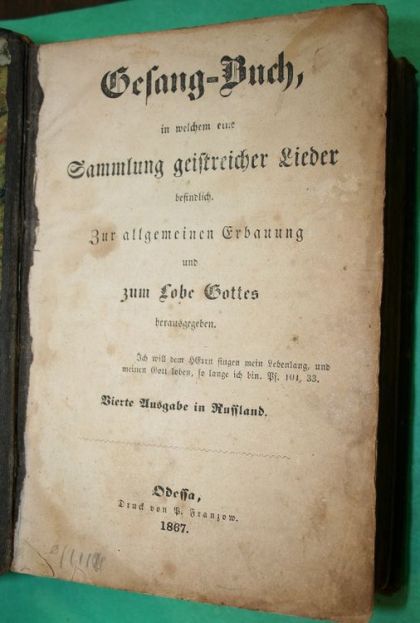 Gesang-Buch,
in welchem eine
Sammlung geistreicher Lieder
befindlich.
Zur allgemeinen Erbauung
und
zum Lobe Gottes
herausgegeben.
Ich will dem HErrn singen mein Lebenlang, und
meinen Gott loben, so lange ich bin. Ps. 104, 33.
Vierte Ausgabe in Russland.
Odessa,
Druck von P. Franzow.
1867.